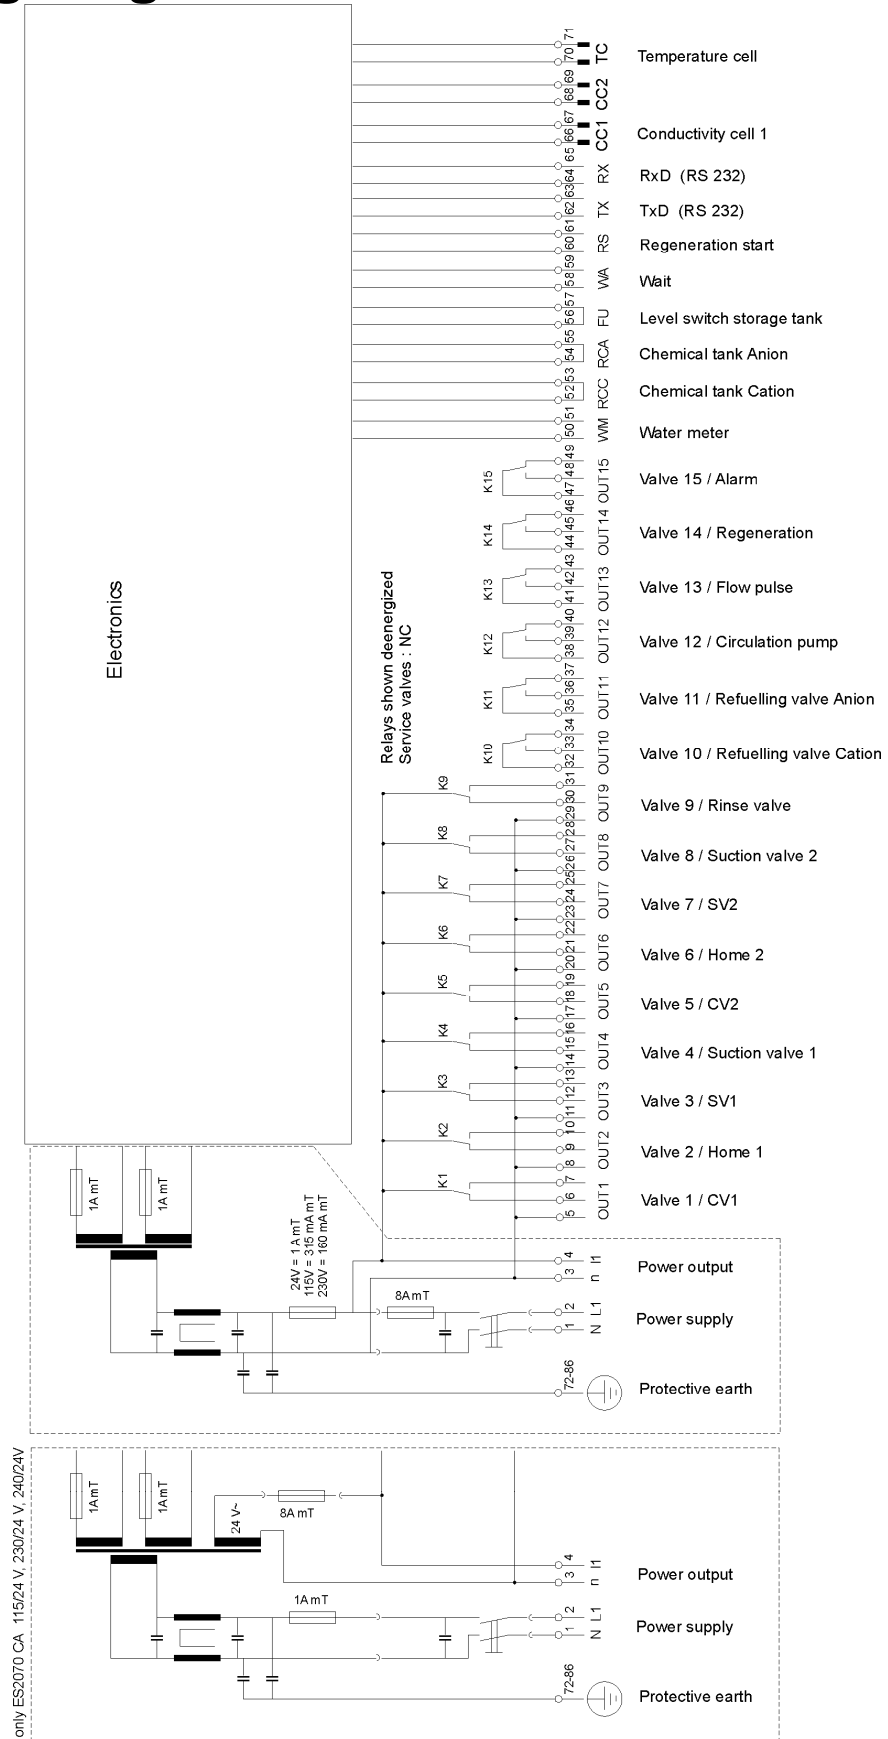 71
70
TC
Temperature cell
69
68
CC2
67
66
CC1
Conductivity cell 1
65
64
RX
RxD (RS 232)
63
62
TX
TxD (RS 232)
61
60
RS
Regeneration start
59
58
WA
Wait
57
56
FU
Level switch storage tank
55
54
RCA
Chemical tank Anion
53
52
RCC
Chemical tank Cation
51
50
WM
Water meter
K15
49
48
47
OUT15
Valve 15 / Alarm
K14
46
45
44
OUT14
Valve 14 / Regeneration
K13
43
42
41
OUT13
Valve 13 / Flow pulse
K12
40
39
38
OUT12
Valve 12 / Circulation pump
K11
37
36
35
OUT11
Valve 11 / Refuelling valve Anion
K10
34
33
32
OUT10
Valve 10 / Refuelling valve Cation
Electronics
Relays shown deenergized
Service valves : NC
K9
31
30
29
OUT9
Valve 9 / Rinse valve
K8
28
27
26
OUT8
Valve 8 / Suction valve 2
K7
25
24
23
OUT7
Valve 7 / SV2
K6
22
21
20
OUT6
Valve 6 / Home 2
K5
19
18
17
OUT5
Valve 5 / CV2
K4
16
15
14
OUT4
Valve 4 / Suction valve 1
K3
13
12
11
OUT3
Valve 3 / SV1
K2
10
9
8
OUT2
Valve 2 / Home 1
K1
7
6
5
OUT1
Valve 1 / CV1
1A mT
1A mT
24V = 1 A mT
115V = 315 mA mT
230V = 160 mA mT
4
l1
3
n
Power output
8A mT
2
L1
1
N
Power supply
72-86
Protective earth
only ES2070 CA 115/24 V, 230/24 V, 240/24V
1A mT
1A mT
24 V~
8A mT
4
l1
3
n
Power output
1A mT
2
L1
1
N
Power supply
72-86
Protective earth